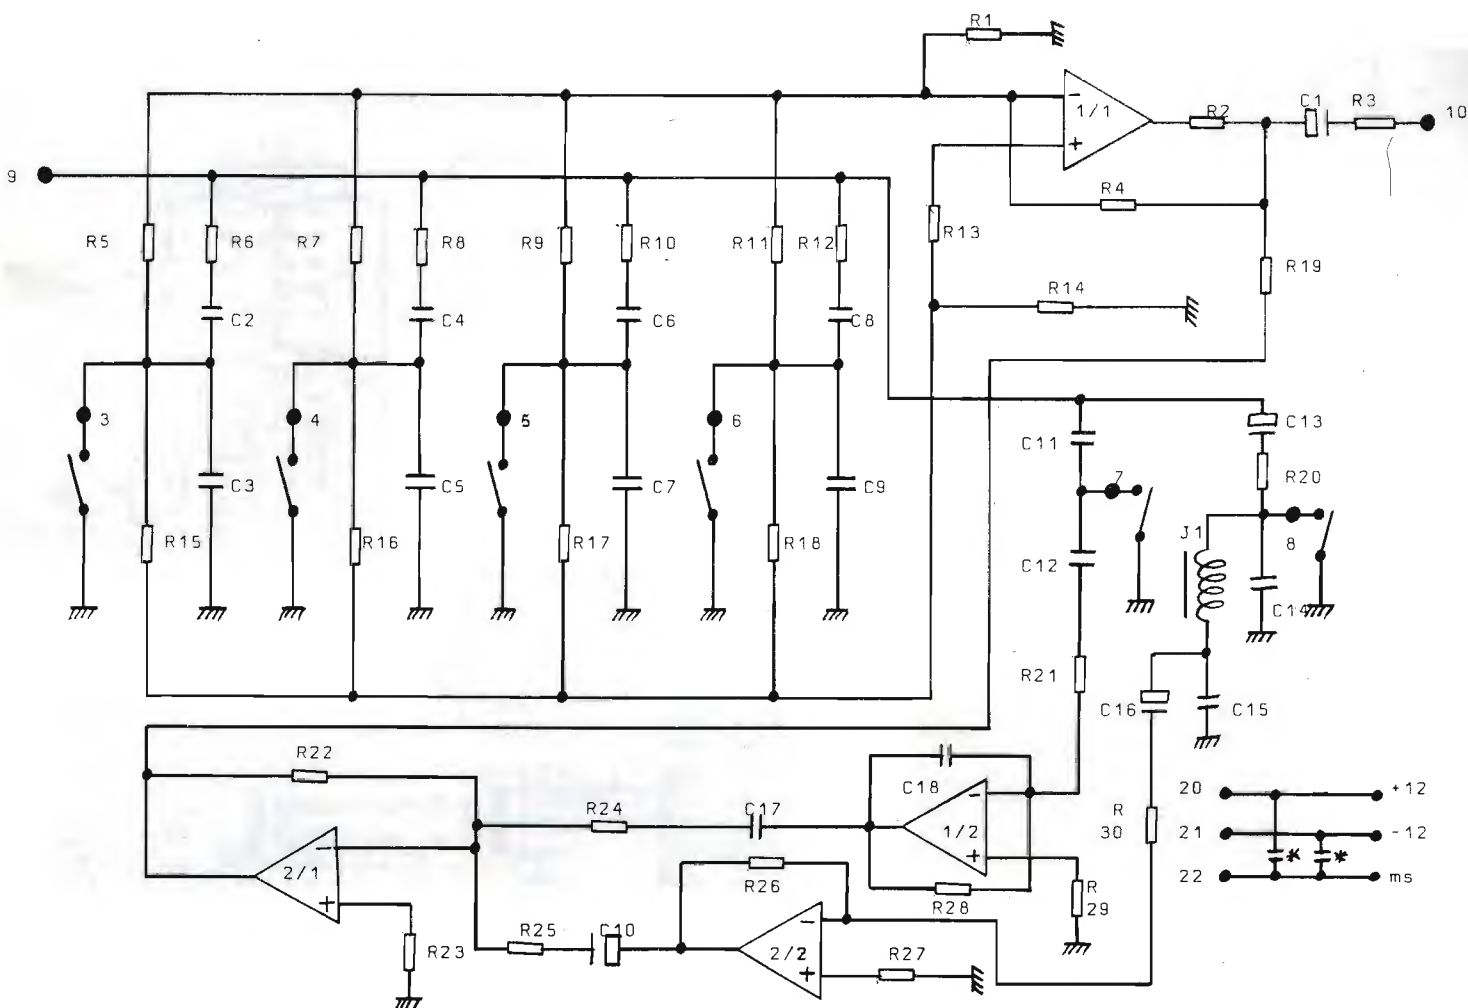 R1
- 1/1 +
R2
C1
R3
10
9
R4
R5
R6
R7
R8
R9
R10
R11
R12
R13
R19
R14
C2
C4
C6
C8
3
4
5
6
C11
C13
7
R20
C3
C5
C7
C9
R15
R16
R17
R18
J1
8
C12
C14
R21
C16
C15
R22
C18
20
+12
R24
C17
- 1/2 +
R 30
21
-12
* *
22
ms
- 2/1 +
R26
R28
R 29
R23
R25
C10
- 2/2 +
R27